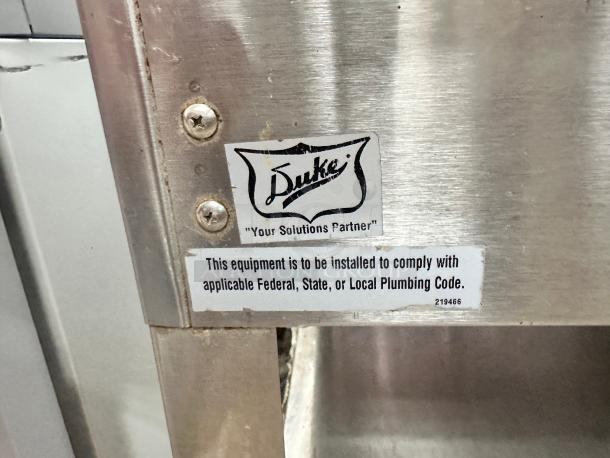 Duke
"Your Solutions Partner"
This equipment is to be installed to comply with
applicable Federal, State, or Local Plumbing Code.
219466